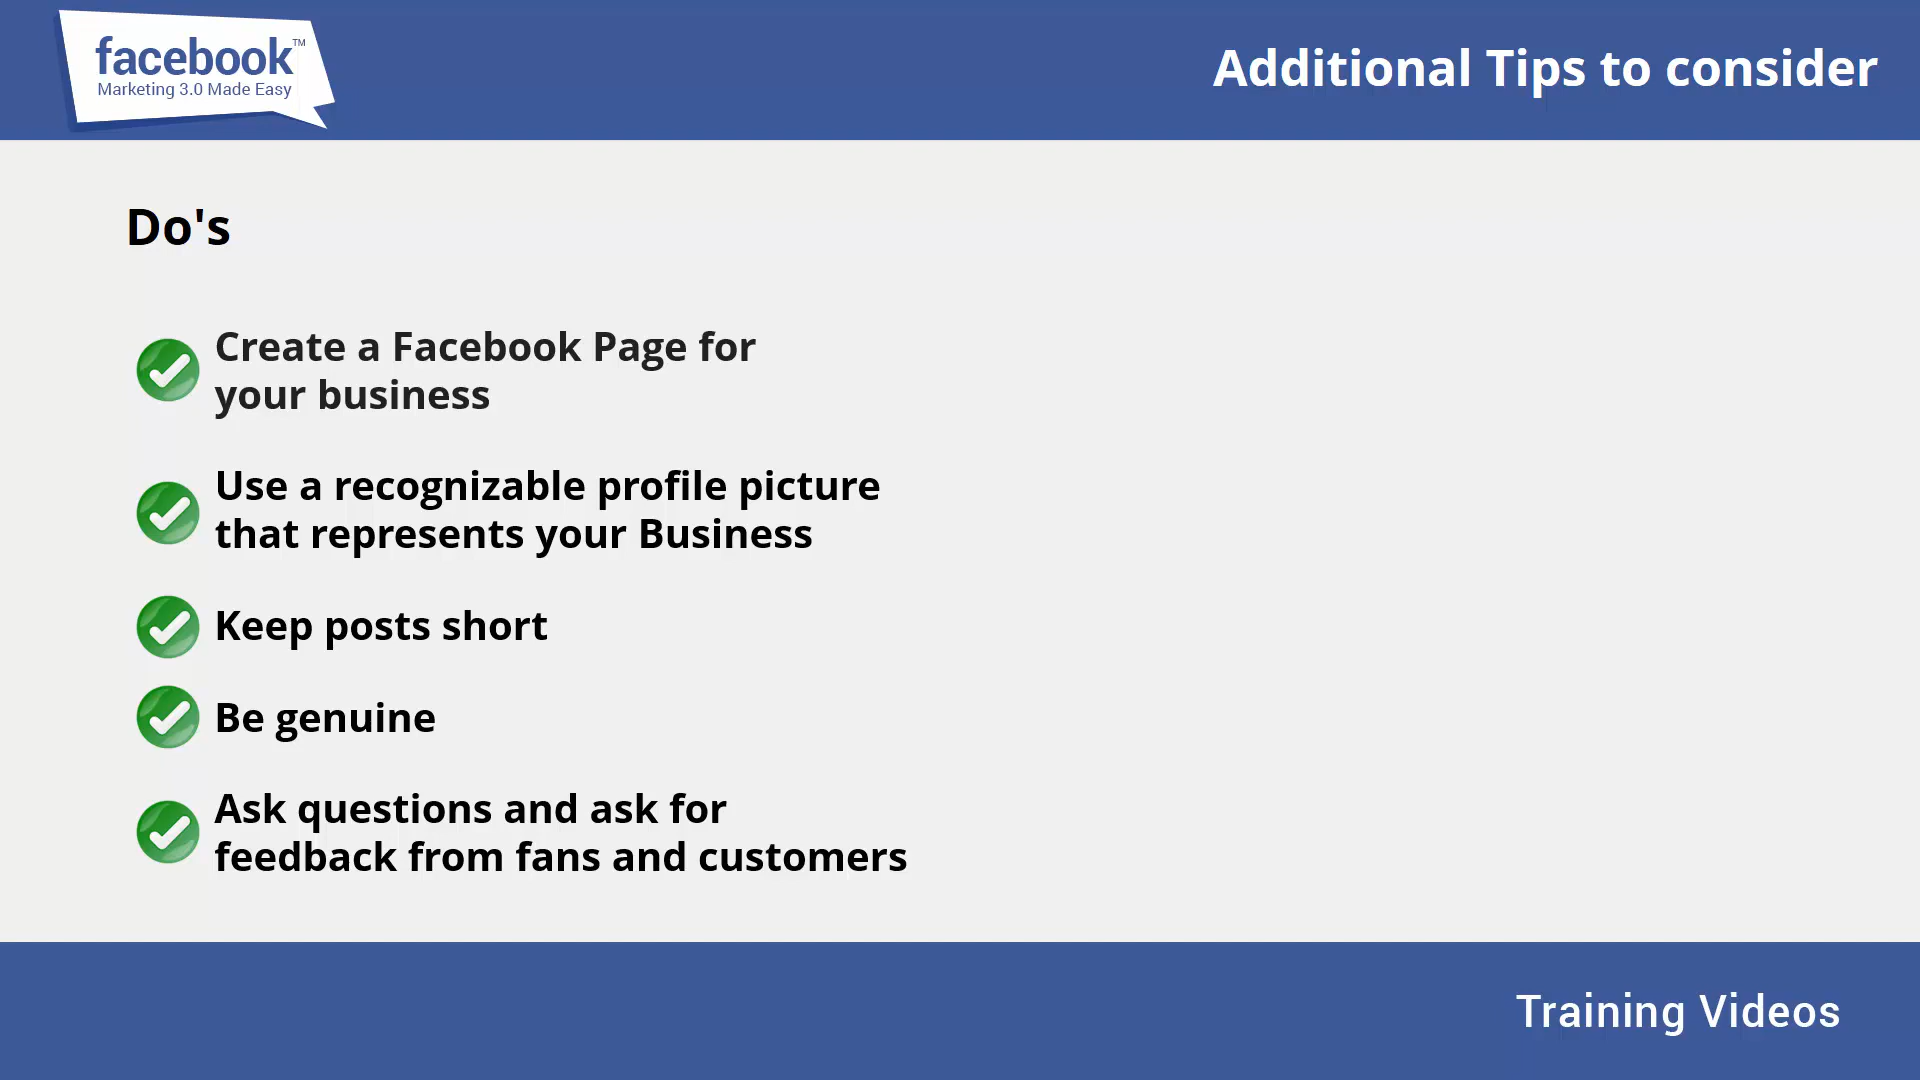 facebook™
Marketing 3.0 Made Easy
Additional Tips to consider
Do's
Create a Facebook Page for
your business
Use a recognizable profile picture
that represents your Business
Keep posts short
Be genuine
Ask questions and ask for
feedback from fans and customers
Training Videos